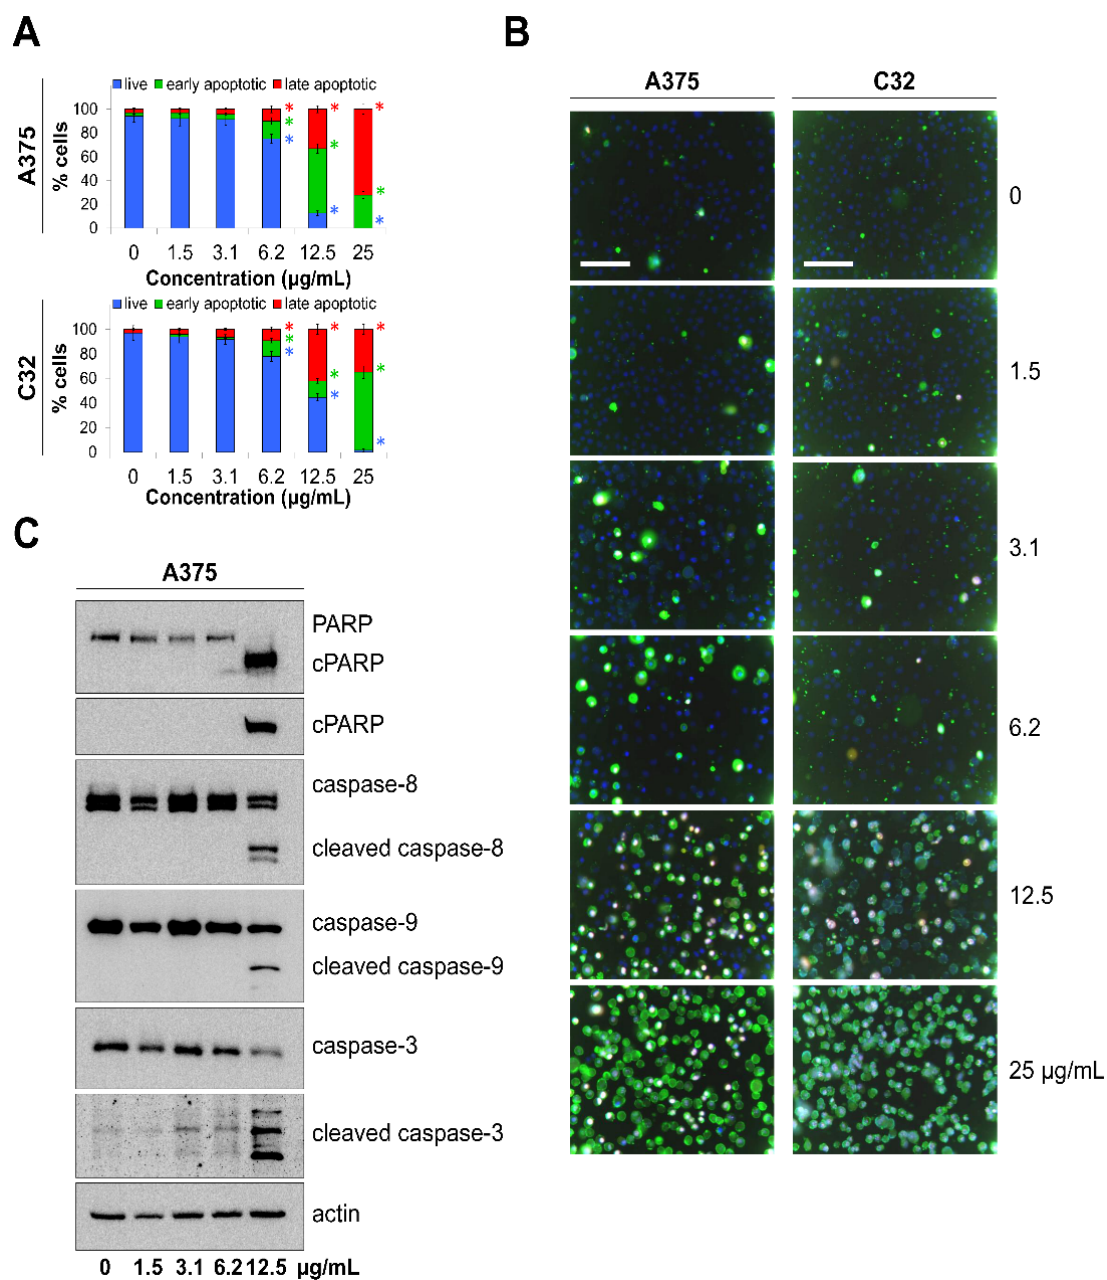 A
A375
live early apoptotic late apoptotic
% cells
100
80
60
40
20
0
* * * * * * * * *
0 1.5 3.1 6.2 12.5 25
Concentration (µg/mL)
C32
live early apoptotic late apoptotic
% cells
100
80
60
40
20
0
* * * * * * * * *
0 1.5 3.1 6.2 12.5 25
Concentration (µg/mL)
B
A375 C32
0
1.5
3.1
6.2
12.5
25 µg/mL
C
A375
PARP
cPARP
cPARP
caspase-8
cleaved caspase-8
caspase-9
cleaved caspase-9
caspase-3
cleaved caspase-3
actin
0 1.5 3.1 6.2 12.5 µg/mL